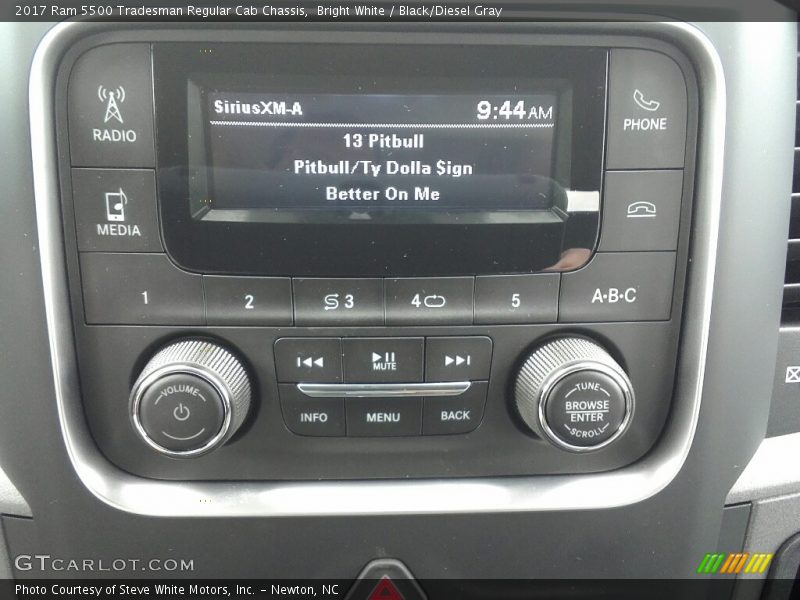 2017 Ram 5500 Tradesman Regular Cab Chassis, Bright White / Black/Diesel Gray
RADIO
SiriusXM-A
9:44AM
13 Pitbull
Pitbull/Ty Dolla $ign
Better On Me
PHONE
MEDIA
1
2
3
4
5
A·B·C
MUTE
VOLUME
INFO
MENU
BACK
TUNE
BROWSE
ENTER
SCROLL
GTCARLOT.COM
Photo Courtesy of Steve White Motors, Inc. – Newton, NC